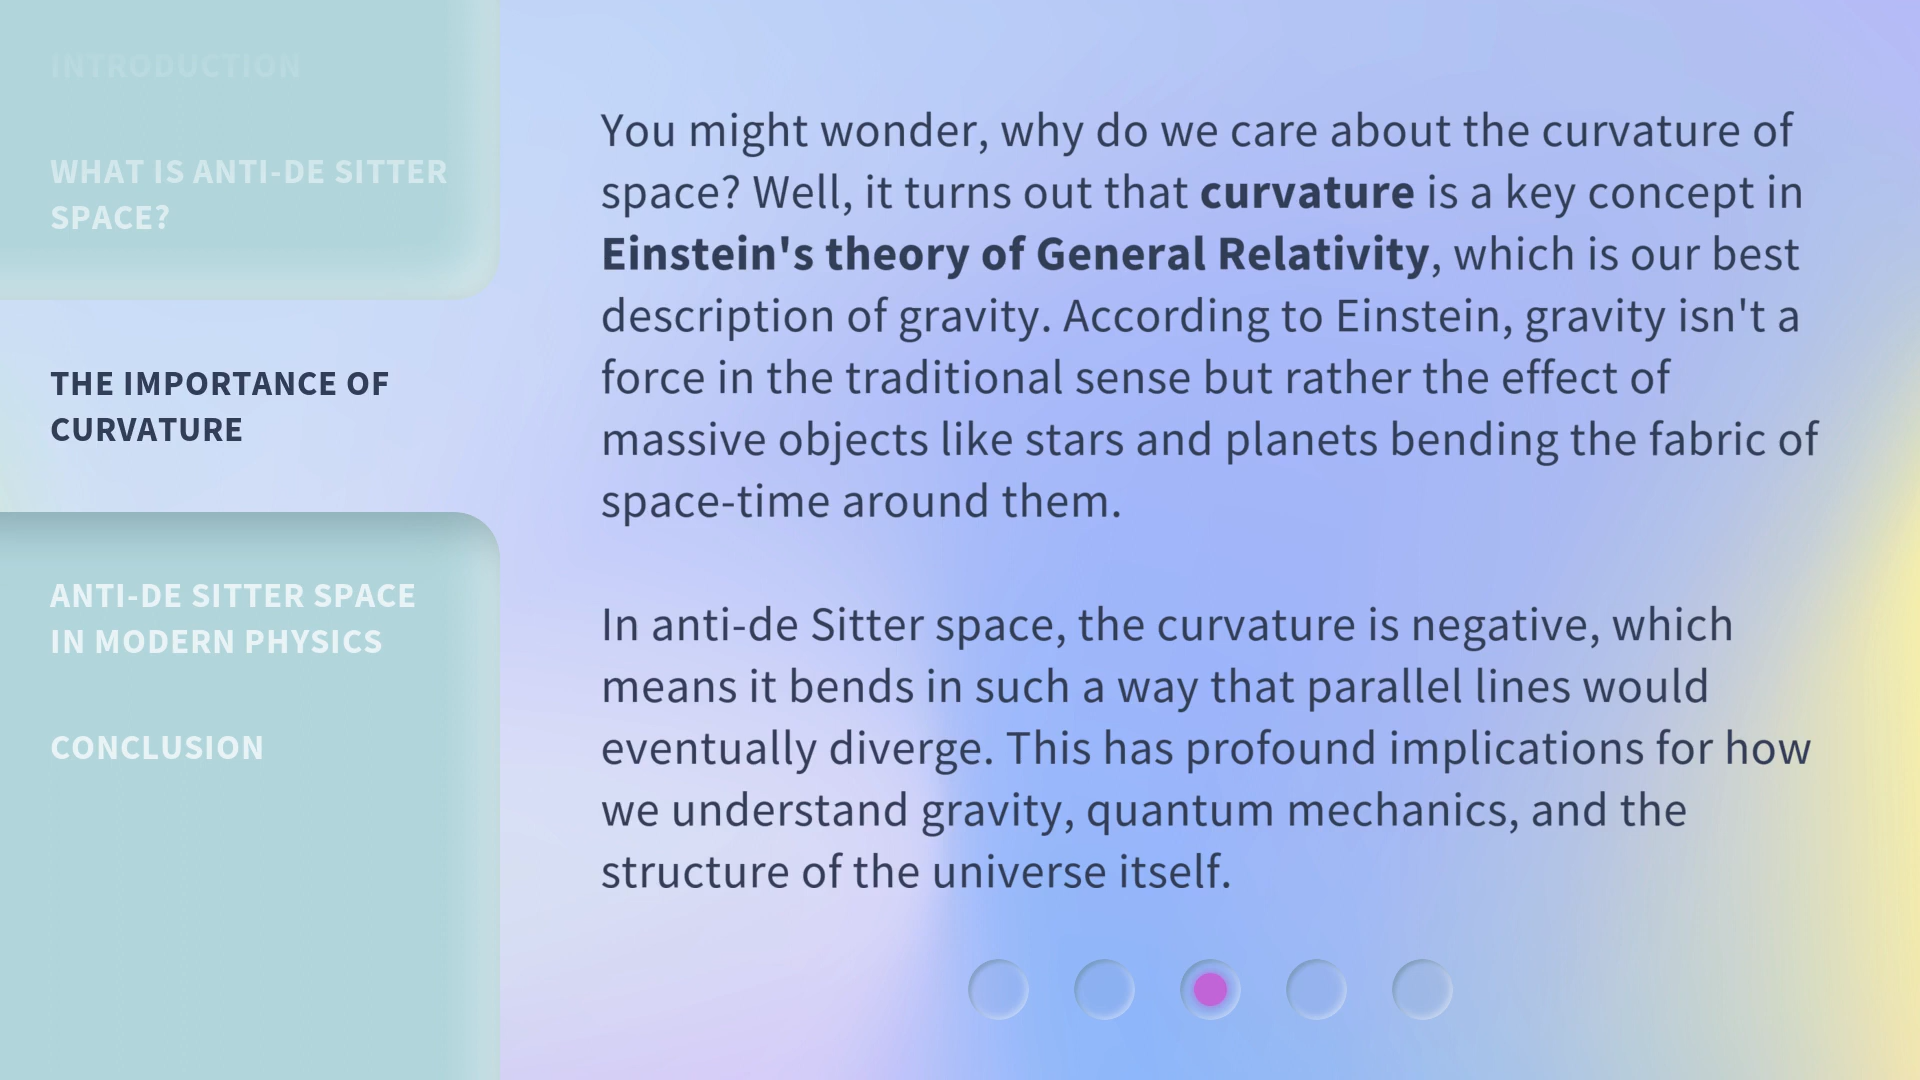 INTRODUCTION
WHAT IS ANTI-DE SITTER
SPACE?
THE IMPORTANCE OF
CURVATURE
ANTI-DE SITTER SPACE
IN MODERN PHYSICS
CONCLUSION
You might wonder, why do we care about the curvature of
space? Well, it turns out that curvature is a key concept in
Einstein's theory of General Relativity, which is our best
description of gravity. According to Einstein, gravity isn't a
force in the traditional sense but rather the effect of
massive objects like stars and planets bending the fabric of
space-time around them.
In anti-de Sitter space, the curvature is negative, which
means it bends in such a way that parallel lines would
eventually diverge. This has profound implications for how
we understand gravity, quantum mechanics, and the
structure of the universe itself.